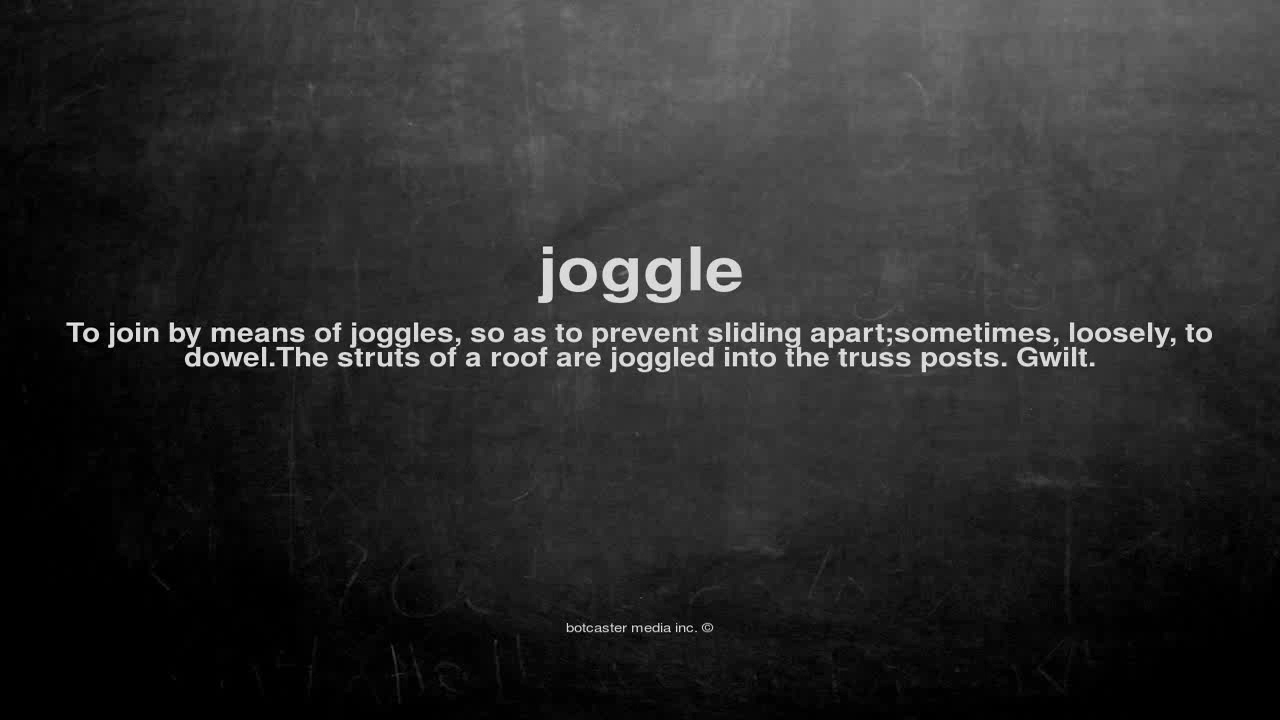 joggle
To join by means of joggles, so as to prevent sliding apart;sometimes, loosely, to
dowel.The struts of a roof are joggled into the truss posts. Gwilt.
botcaster media inc. ©